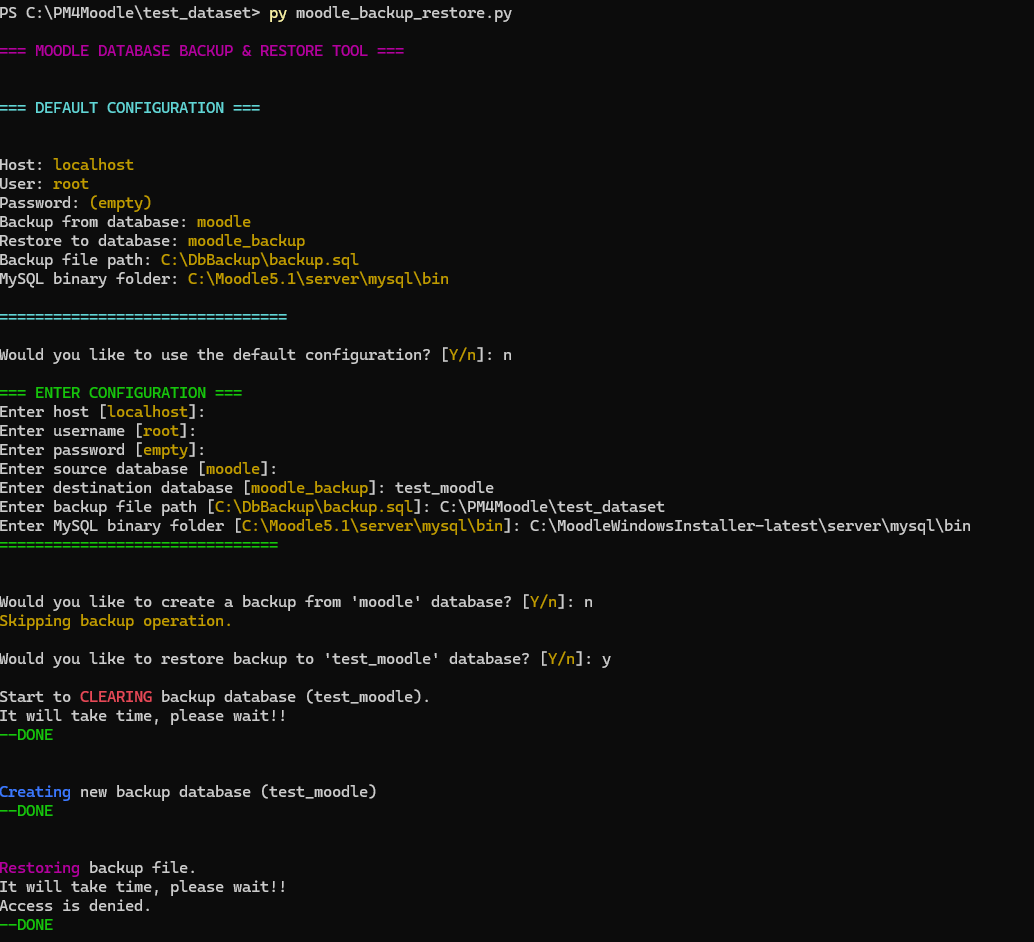 PS C:\PM4Moodle\test_dataset> py moodle_backup_restore.py
=== MOODLE DATABASE BACKUP & RESTORE TOOL ===
=== DEFAULT CONFIGURATION ===
Host: localhost
User: root
Password: (empty)
Backup from database: moodle
Restore to database: moodle_backup
Backup file path: C:\DbBackup\backup.sql
MySQL binary folder: C:\Moodle5.1\server\mysql\bin
================================
Would you like to use the default configuration? [Y/n]: n
=== ENTER CONFIGURATION ===
Enter host [localhost]:
Enter username [root]:
Enter password [empty]:
Enter source database [moodle]:
Enter destination database [moodle_backup]: test_moodle
Enter backup file path [C:\DbBackup\backup.sql]: C:\PM4Moodle\test_dataset
Enter MySQL binary folder [C:\Moodle5.1\server\mysql\bin]: C:\MoodleWindowsInstaller-latest\server\mysql\bin
===============================
Would you like to create a backup from 'moodle' database? [Y/n]: n
Skipping backup operation.
Would you like to restore backup to 'test_moodle' database? [Y/n]: y
Start to CLEARING backup database (test_moodle).
It will take time, please wait!!
--DONE
Creating new backup database (test_moodle)
--DONE
Restoring backup file.
It will take time, please wait!!
Access is denied.
--DONE